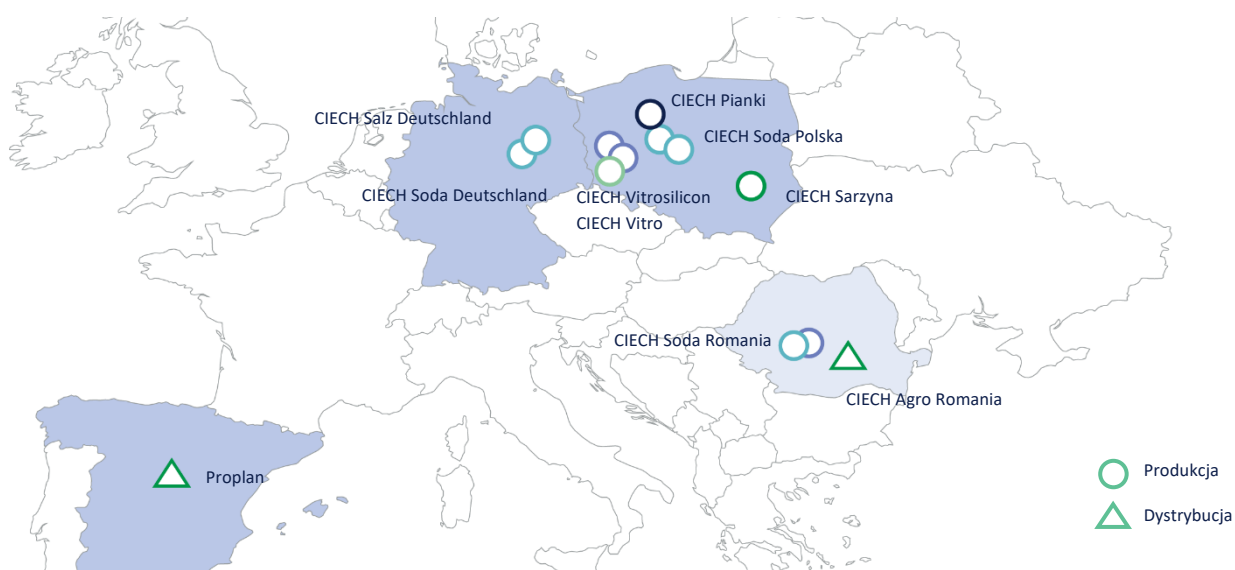 CIECH Pianki
CIECH Salz Deutschland
CIECH Soda Polska
CIECH Soda Deutschland
CIECH Vitrosilicon
CIECH Sarzyna
CIECH Vitro
CIECH Soda Romania
CIECH Agro Romania
Proplan
Produkcja
Dystrybucja